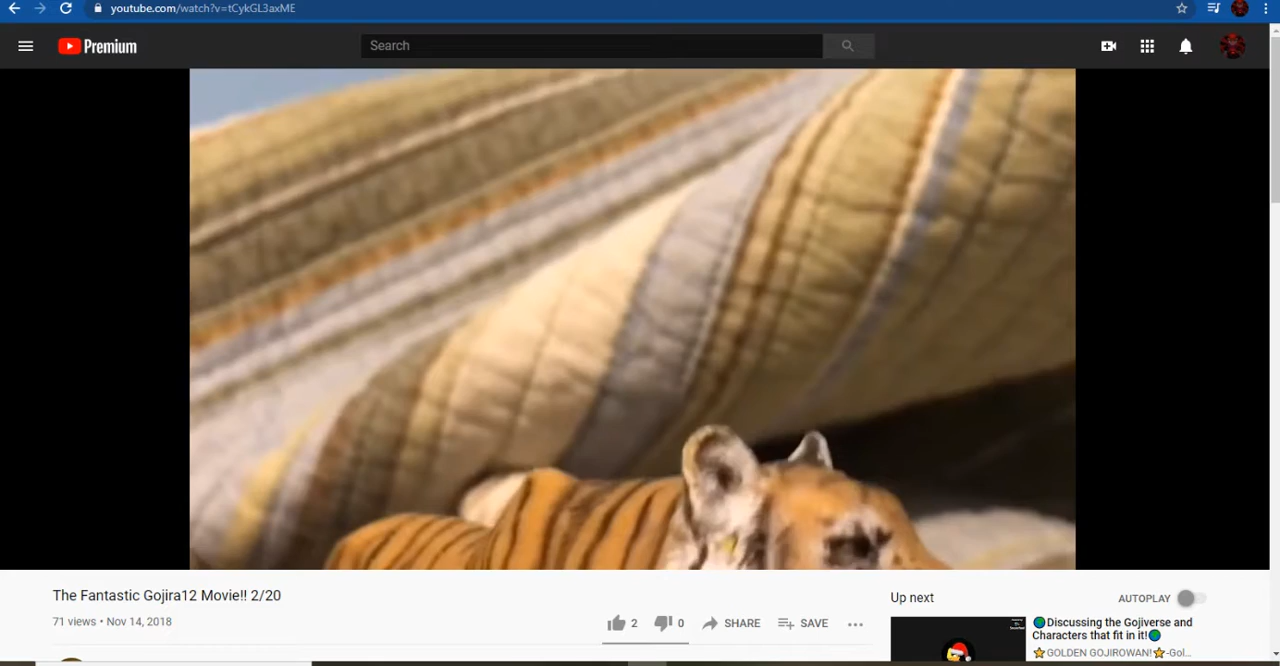 youtube.com/watch?v=tCykGL3axME
Premium
Search
The Fantastic Gojira12 Movie!! 2/20
71 views • Nov 14, 2018
2
0
SHARE
SAVE
Up next
AUTOPLAY
Discussing the Gojiverse and
Characters that fit in it!
GOLDEN GOJIROWAN! -Gol...